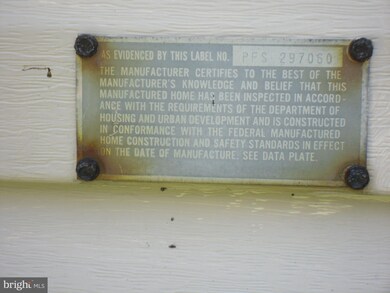 AS EVIDENCED BY THIS LABEL NO. PFS 297050
THE MANUFACTURER CERTIFIES TO THE BEST OF THE
MANUFACTURER'S KNOWLEDGE AND BELIEF THAT THIS
MANUFACTURED HOME HAS BEEN INSPECTED IN ACCORD-
ANCE WITH THE REQUIREMENTS OF THE DEPARTMENT OF
HOUSING AND URBAN DEVELOPMENT AND IS CONSTRUCTED
IN CONFORMANCE WITH THE FEDERAL MANUFACTURED
HOME CONSTRUCTION AND SAFETY STANDARDS IN EFFECT
ON THE DATE OF MANUFACTURE. SEE DATA PLATE.
bright MLS